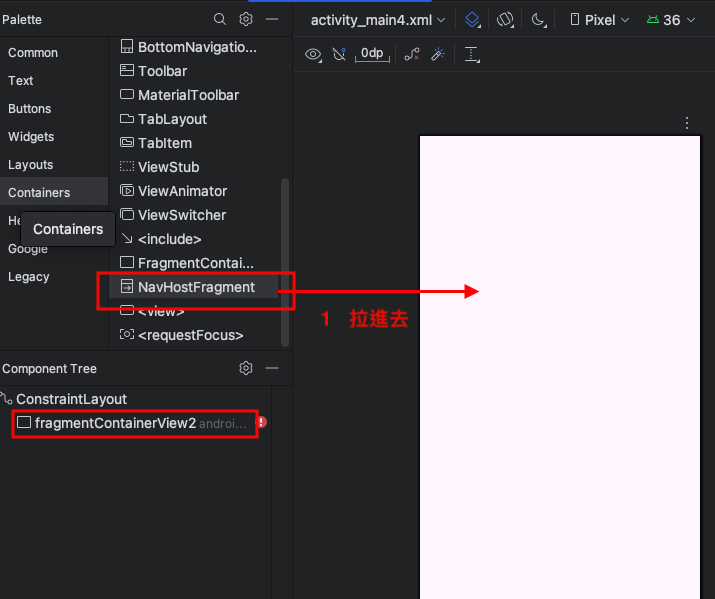 Palette
activity_main4.xml
Pixel
36
0dp
Common
Text
Buttons
Widgets
Layouts
Containers
He
Google
Legacy
Containers
BottomNavigatio...
Toolbar
MaterialToolbar
TabLayout
TabItem
ViewStub
ViewAnimator
ViewSwitcher
<include>
FragmentContai...
NavHostFragment
<view>
<requestFocus>
1 拉進去
Component Tree
ConstraintLayout
fragmentContainerView2 androi...